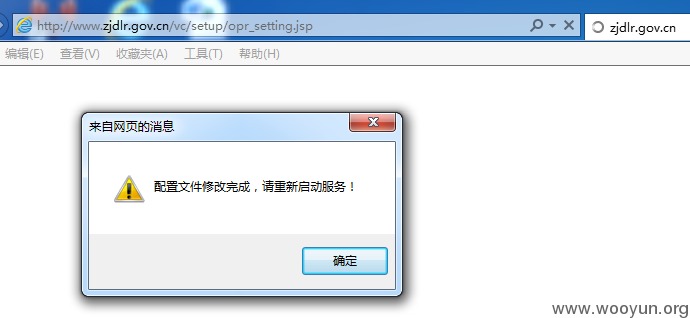 http://www.zjdlr.gov.cn/vc/setup/opr_setting.jsp
zjdlr.gov.cn
编辑(E) 查看(V) 收藏夹(A) 工具(T) 帮助(H)
来自网页的消息
配置文件修改完成，请重新启动服务！
确定
www.wooyun.org